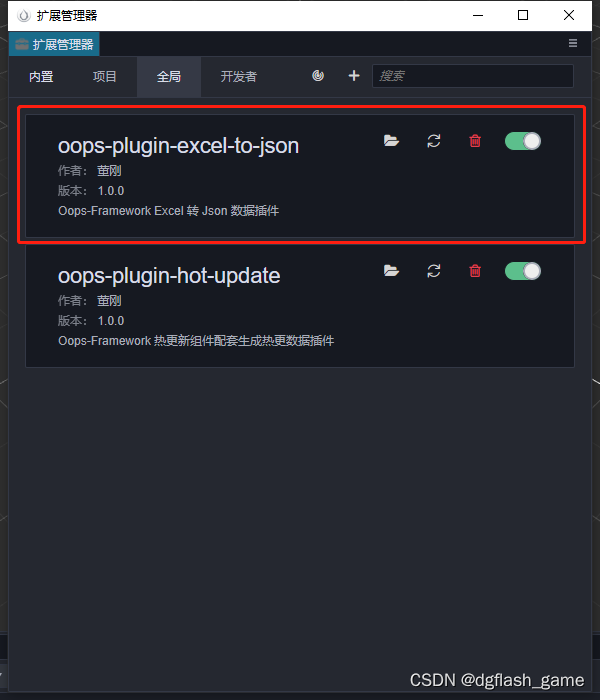 扩展管理器
扩展管理器
内置 项目 全局 开发者 搜索
oops-plugin-excel-to-json
作者： 董刚
版本： 1.0.0
Oops-Framework Excel 转 Json 数据插件
oops-plugin-hot-update
作者： 董刚
版本： 1.0.0
Oops-Framework 热更新组件配套生成热更数据插件
CSDN @dgflash_game